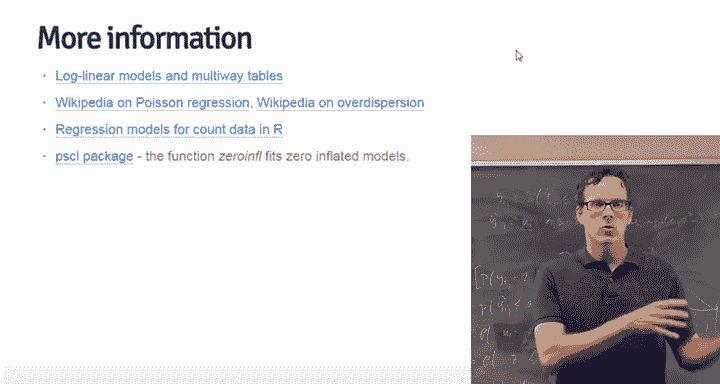 More information
Log-linear models and multiway tables
Wikipedia on Poisson regression, Wikipedia on overdispersion
Regression models for count data in R
pscl package - the function zeroinfl fits zero inflated models.